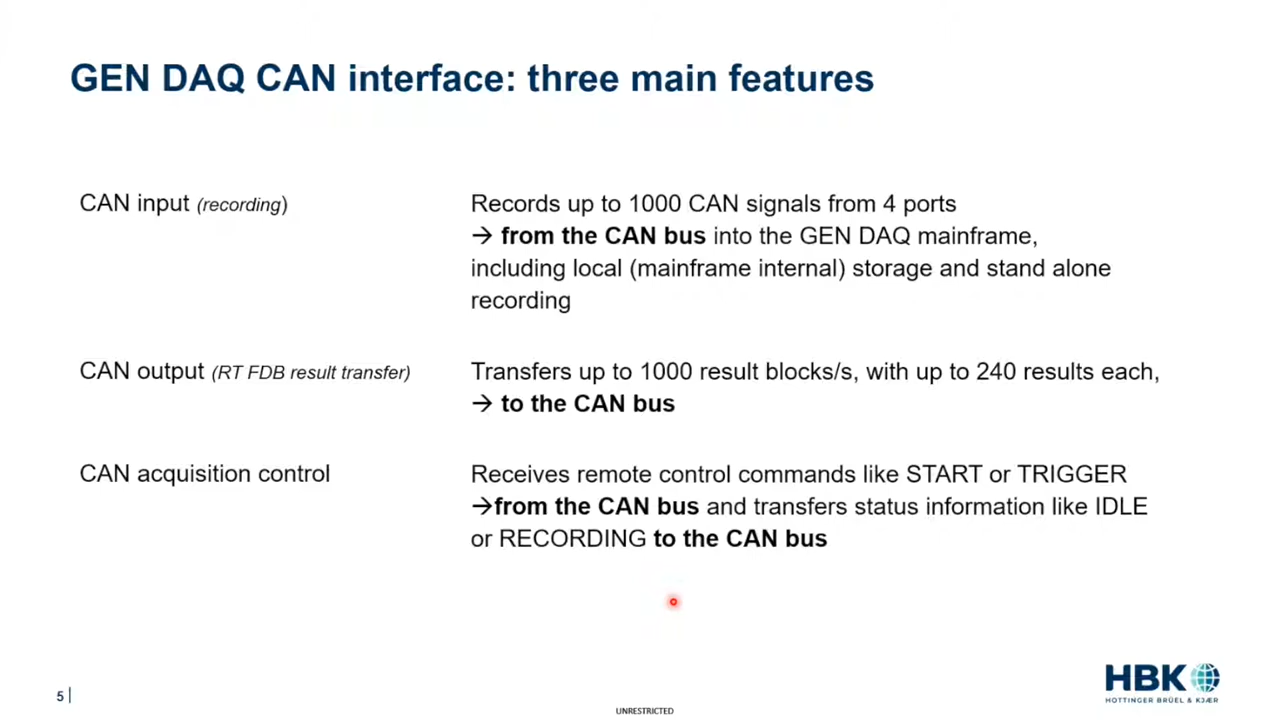 GEN DAQ CAN interface: three main features
CAN input (recording)
Records up to 1000 CAN signals from 4 ports
→ from the CAN bus into the GEN DAQ mainframe,
including local (mainframe internal) storage and stand alone
recording
CAN output (RT FDB result transfer)
Transfers up to 1000 result blocks/s, with up to 240 results each,
→ to the CAN bus
CAN acquisition control
Receives remote control commands like START or TRIGGER
→from the CAN bus and transfers status information like IDLE
or RECORDING to the CAN bus
5 |
UNRESTRICTED
HBK
HOTTINGER BRÜEL & KJÆR